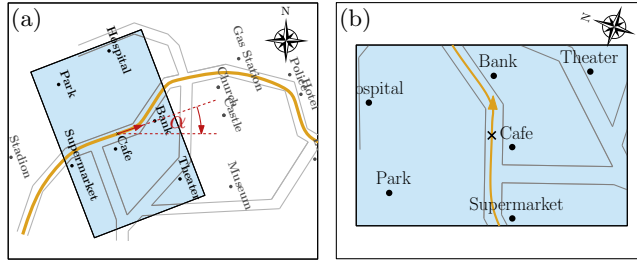 (a)
N
Hospital
Park
Gas Station
Police
Hotel
Church
Castle
Bank
α
Stadion
Supermarket
Cafe
Theater
Museum
(b)
N
Bank
Theater
ospital
Cafe
Park
Supermarket